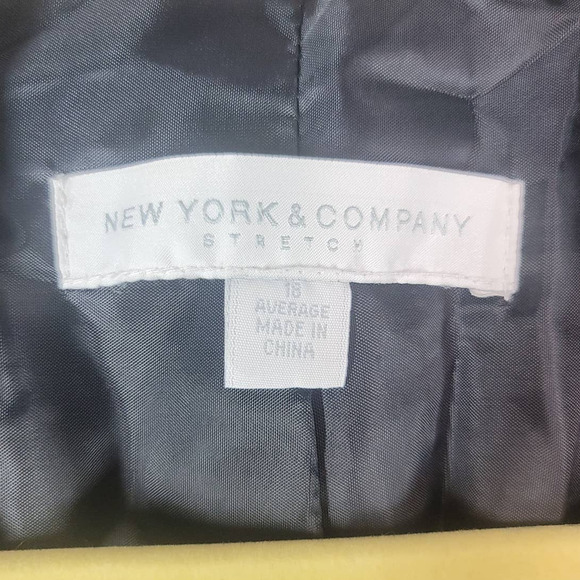 NEW YORK & COMPANY
STRETCH
18
AVERAGE
MADE IN
CHINA